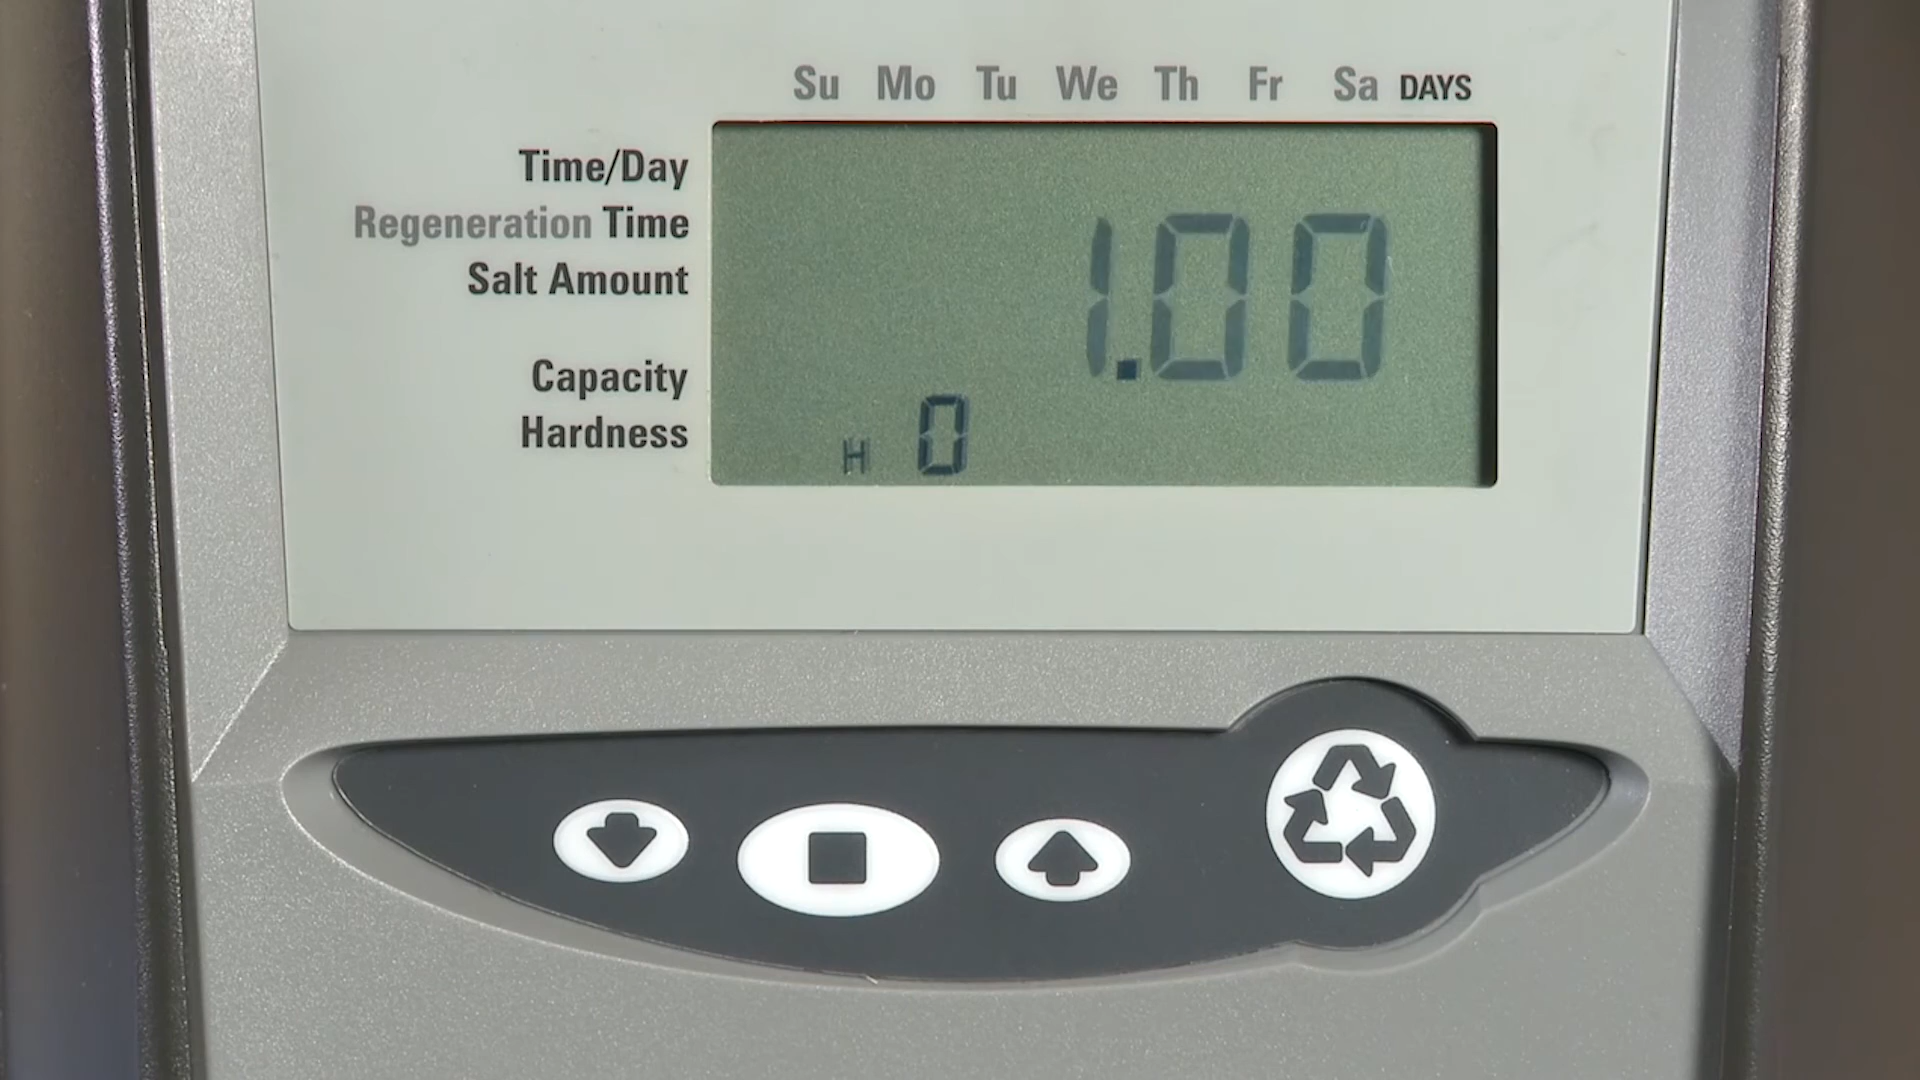 Su Mo Tu We Th Fr Sa DAYS
Time/Day
Regeneration Time
Salt Amount
1.00
Capacity
Hardness
H 0